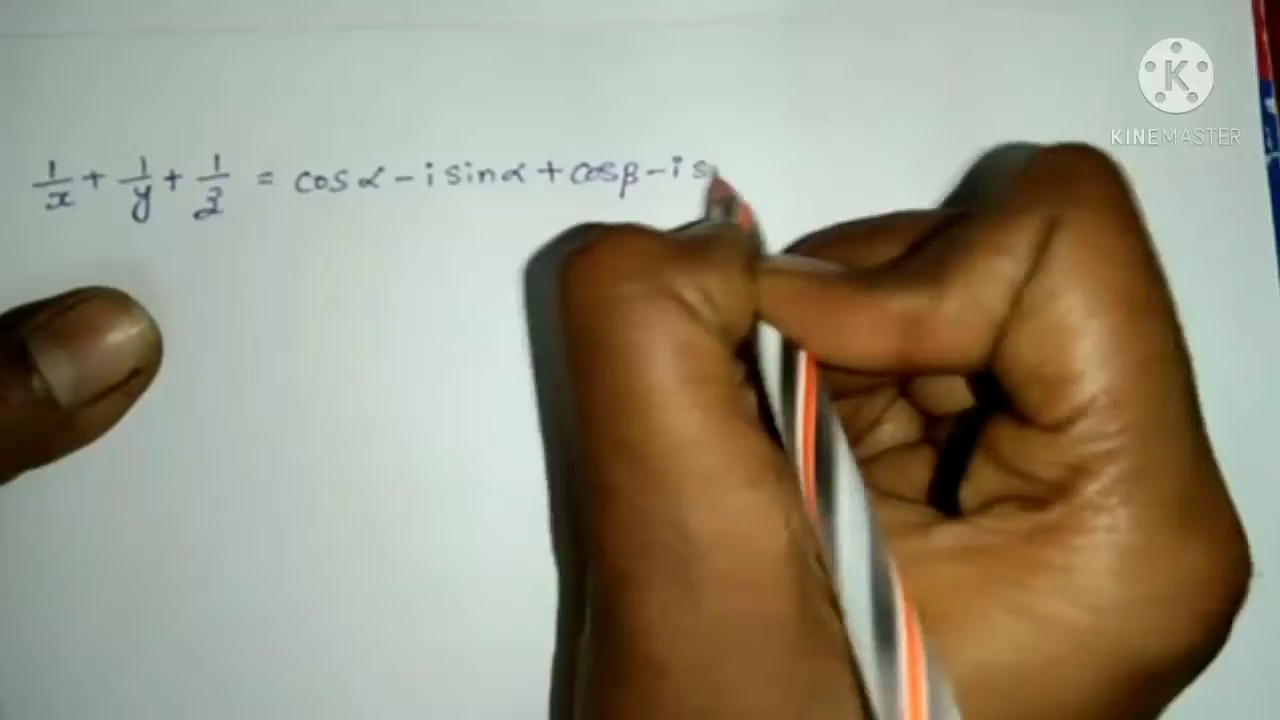 1/x + 1/y + 1/z = cos α - i sin α + cos β - i s
KINEMASTER